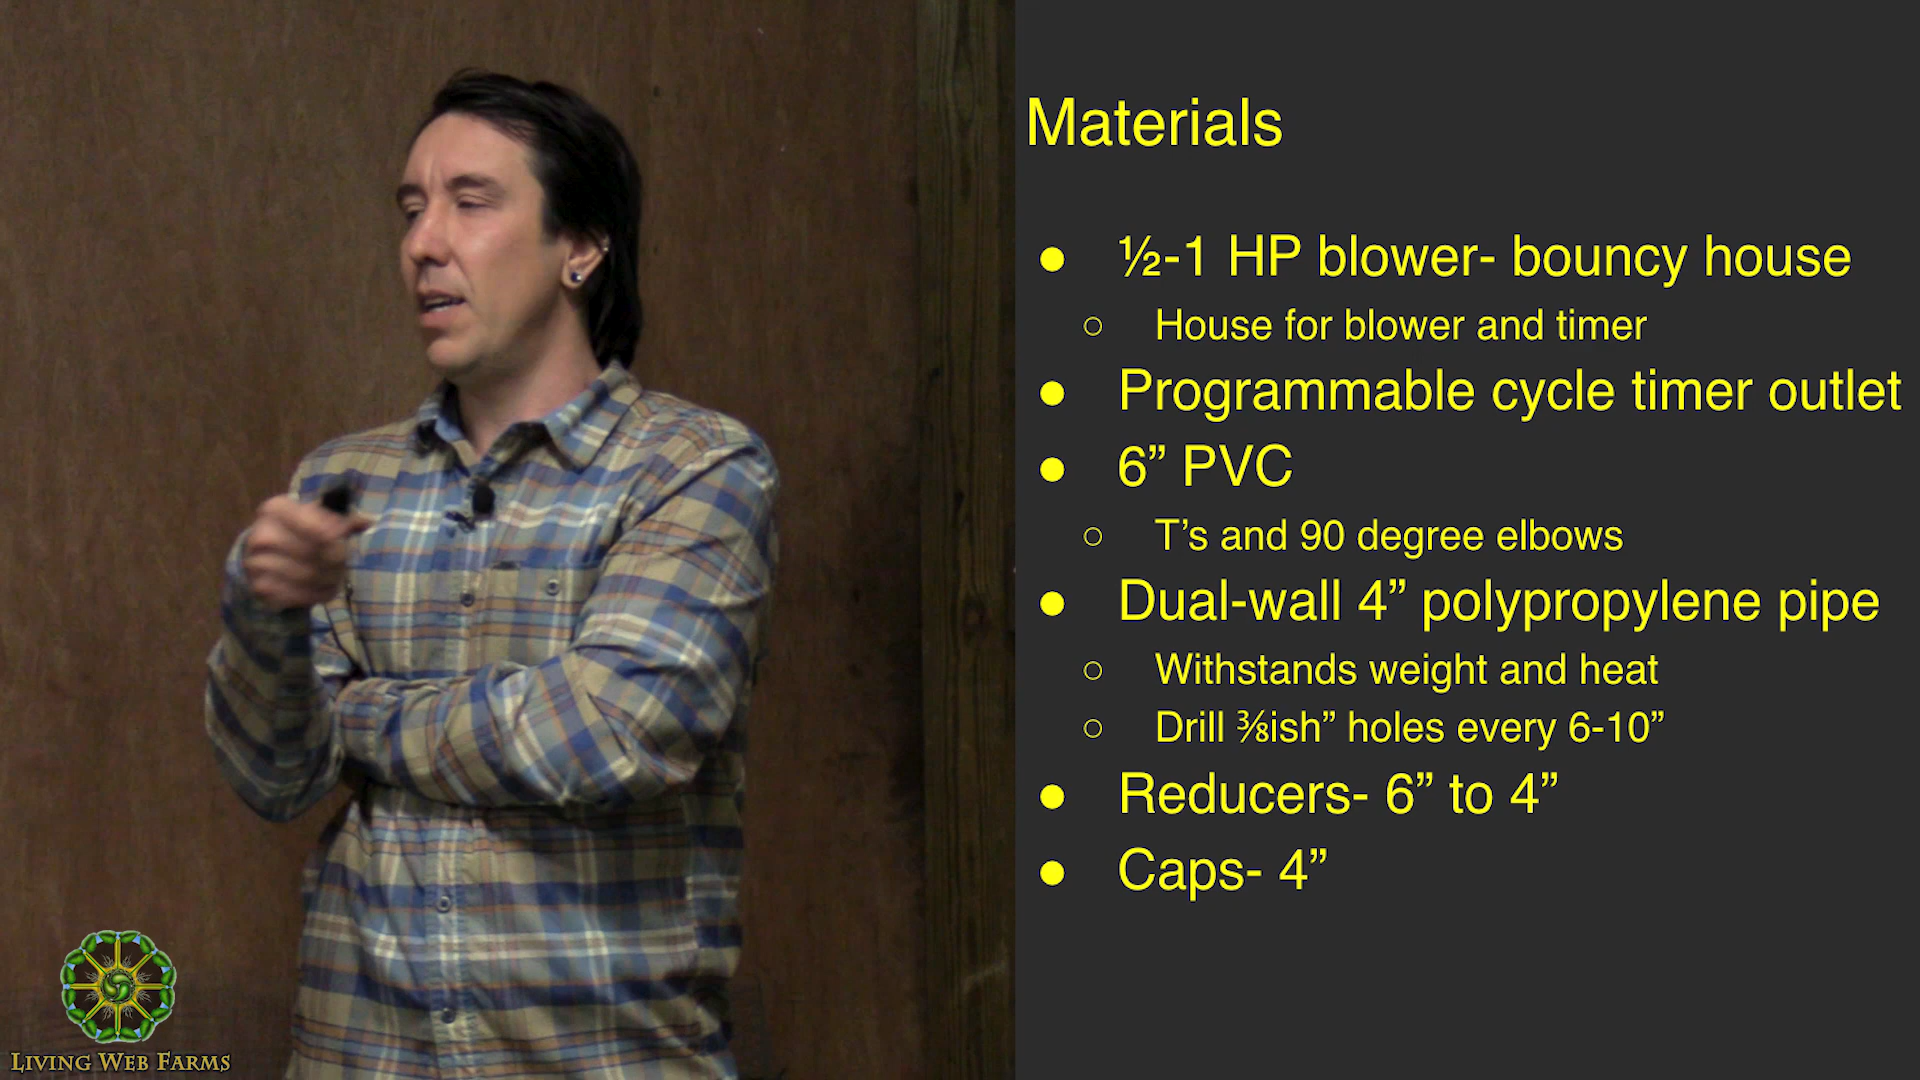 Materials
● ½-1 HP blower- bouncy house
○ House for blower and timer
● Programmable cycle timer outlet
● 6” PVC
○ T’s and 90 degree elbows
● Dual-wall 4” polypropylene pipe
○ Withstands weight and heat
○ Drill ⅜ish” holes every 6-10”
● Reducers- 6” to 4”
● Caps- 4”
LIVING WEB FARMS